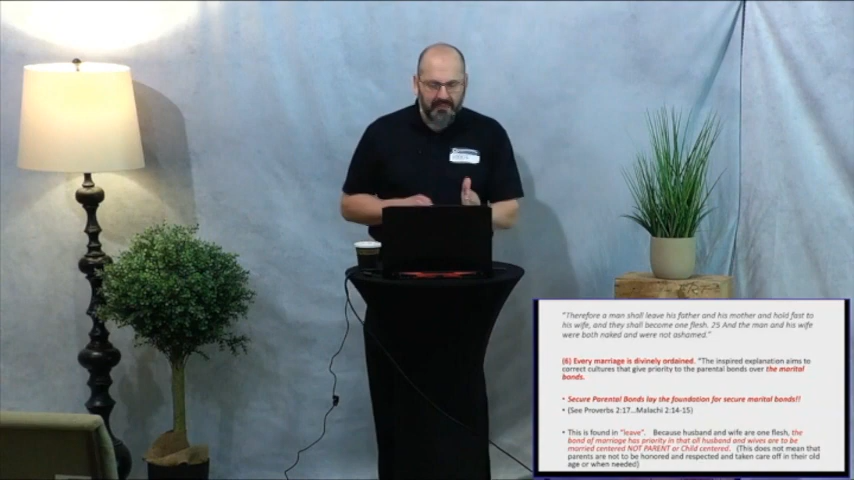 "Therefore a man shall leave his father and his mother and hold fast to
his wife, and they shall become one flesh. 25 And the man and his wife
were both naked and were not ashamed."
(6) Every marriage is divinely ordained. "The inspired explanation aims to
correct cultures that give priority to the parental bonds over the marital
bonds.
• Secure Parental Bonds lay the foundation for secure marital bonds!!
• (See Proverbs 2:17...Malachi 2:14-15)
• This is found in "leave". Because husband and wife are one flesh, the
bond of marriage has priority in that all husband and wives are to be
married centered NOT PARENT or Child centered. (This does not mean that
parents are not to be honored and respected and taken care off in their old
age or when needed)